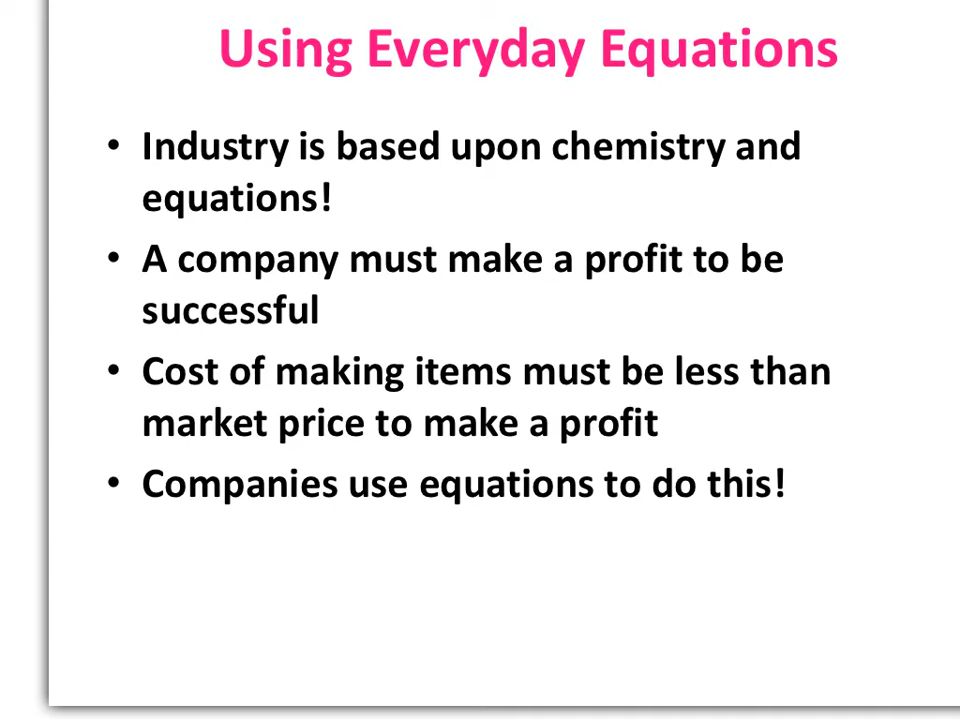 Using Everyday Equations
• Industry is based upon chemistry and
equations!
• A company must make a profit to be
successful
• Cost of making items must be less than
market price to make a profit
• Companies use equations to do this!